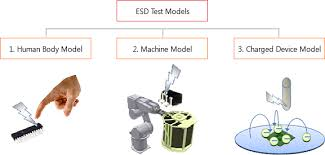 ESD Test Models
1. Human Body Model
2. Machine Model
3. Charged Device Model